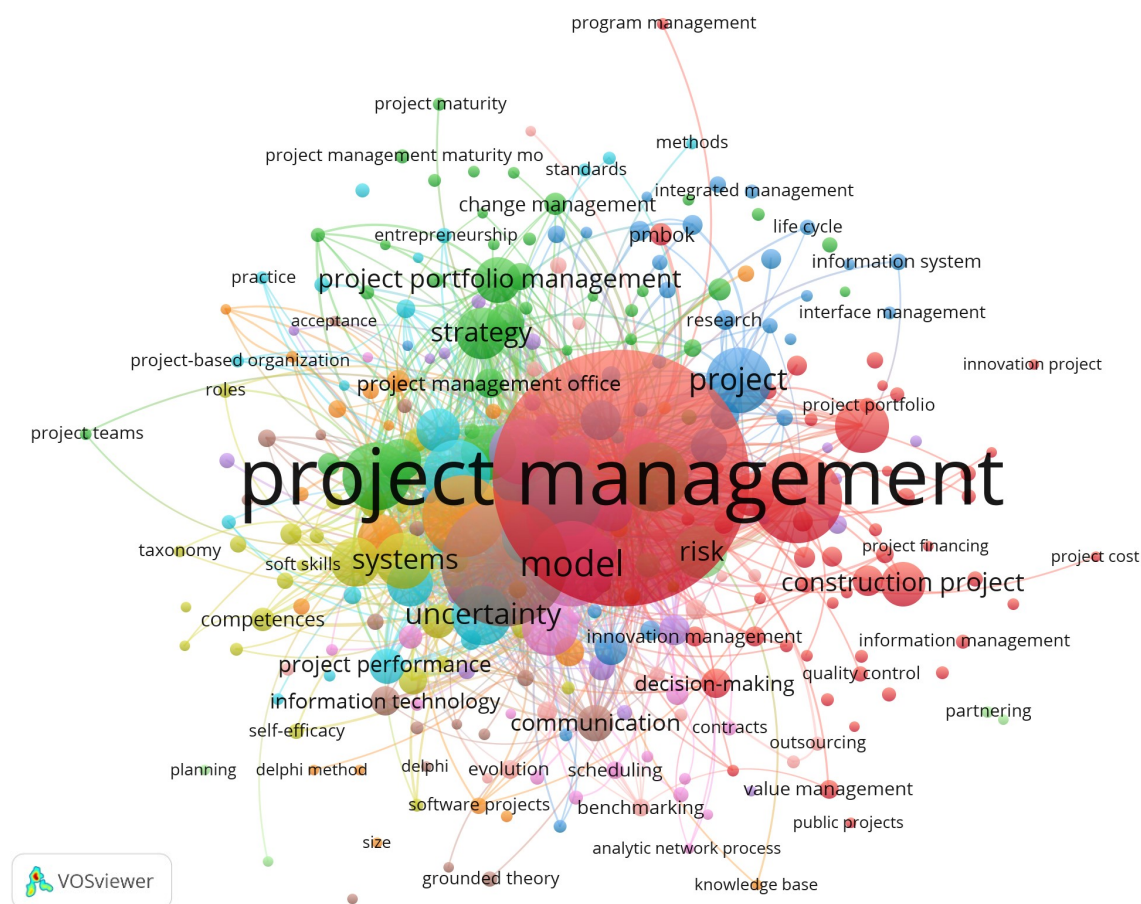 program management
project maturity
methods
project management maturity mo
standards
integrated management
change management
life cycle
entrepreneurship
pmbok
information system
practice
project portfolio management
interface management
acceptance
research
strategy
project-based organization
innovation project
roles
project management office
project
project portfolio
project teams
project management
taxonomy
soft skills
systems
model
risk
project financing
project cost
construction project
competences
uncertainty
innovation management
information management
project performance
quality control
decision-making
information technology
partnering
self-efficacy
communication
contracts
outsourcing
planning
delphi method
delphi
evolution
scheduling
value management
software projects
benchmarking
public projects
size
analytic network process
grounded theory
knowledge base
VOSviewer